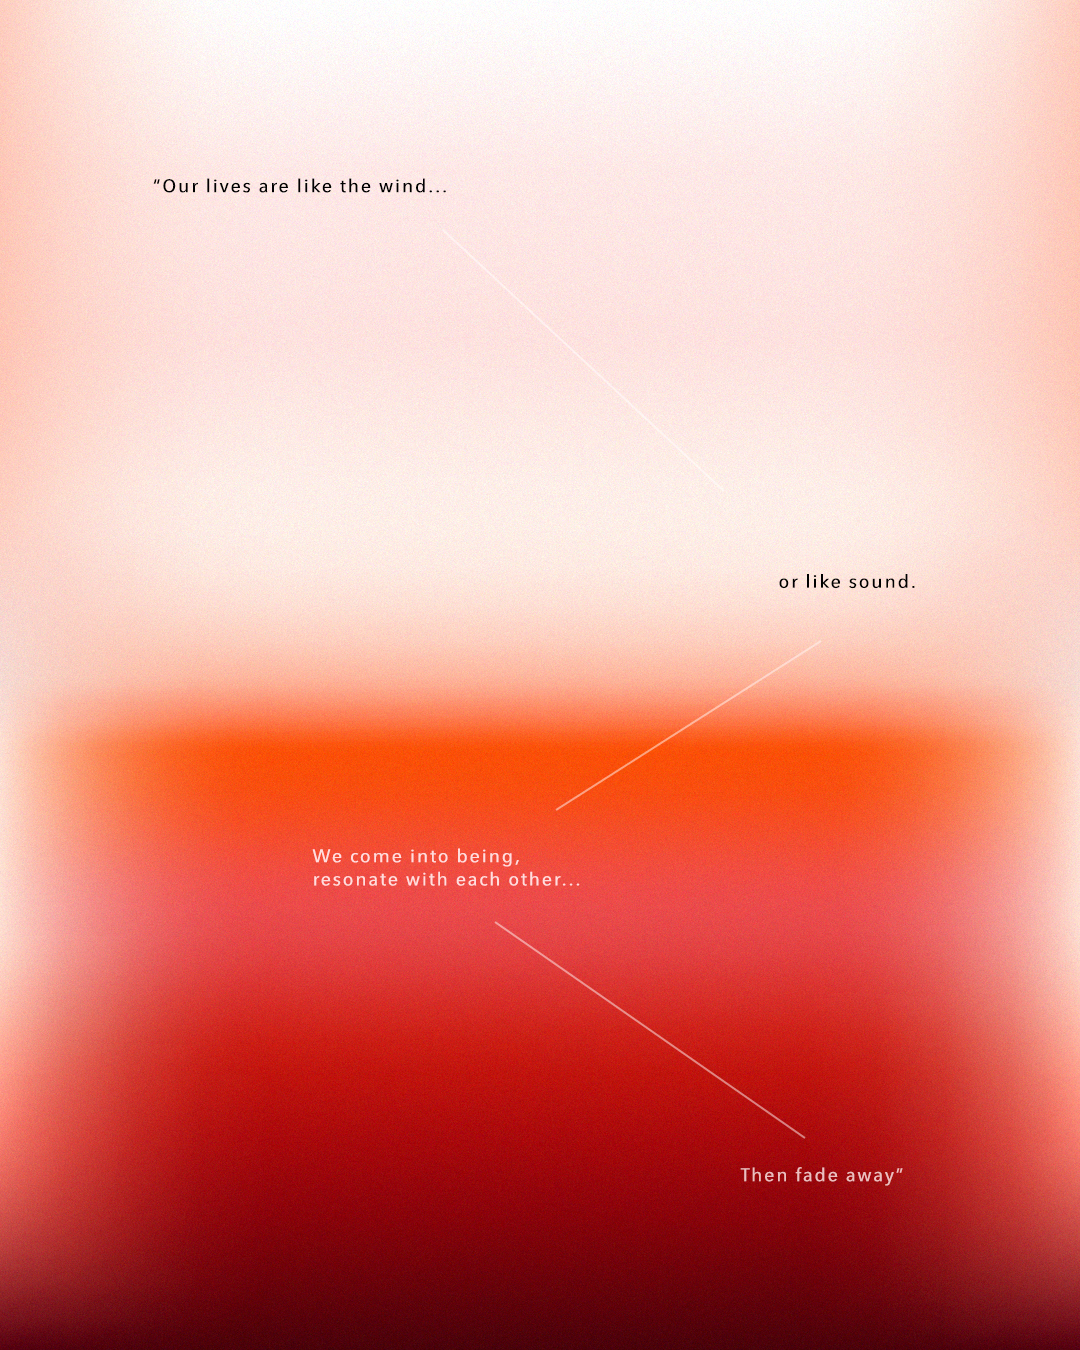 “Our lives are like the wind...
or like sound.
We come into being,
resonate with each other...
Then fade away”